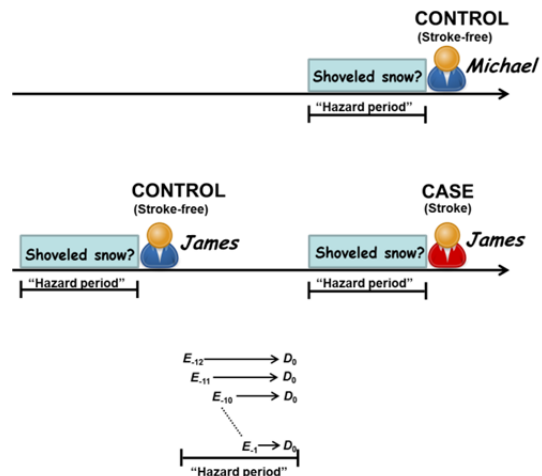 CONTROL
(Stroke-free)
Shoveled snow? Michael
“Hazard period”
CONTROL
(Stroke-free)
Shoveled snow? James
“Hazard period”
CASE
(Stroke)
Shoveled snow? James
“Hazard period”
E-12 → D0
E-11 → D0
E-10 → D0
E-1 → D0
“Hazard period”